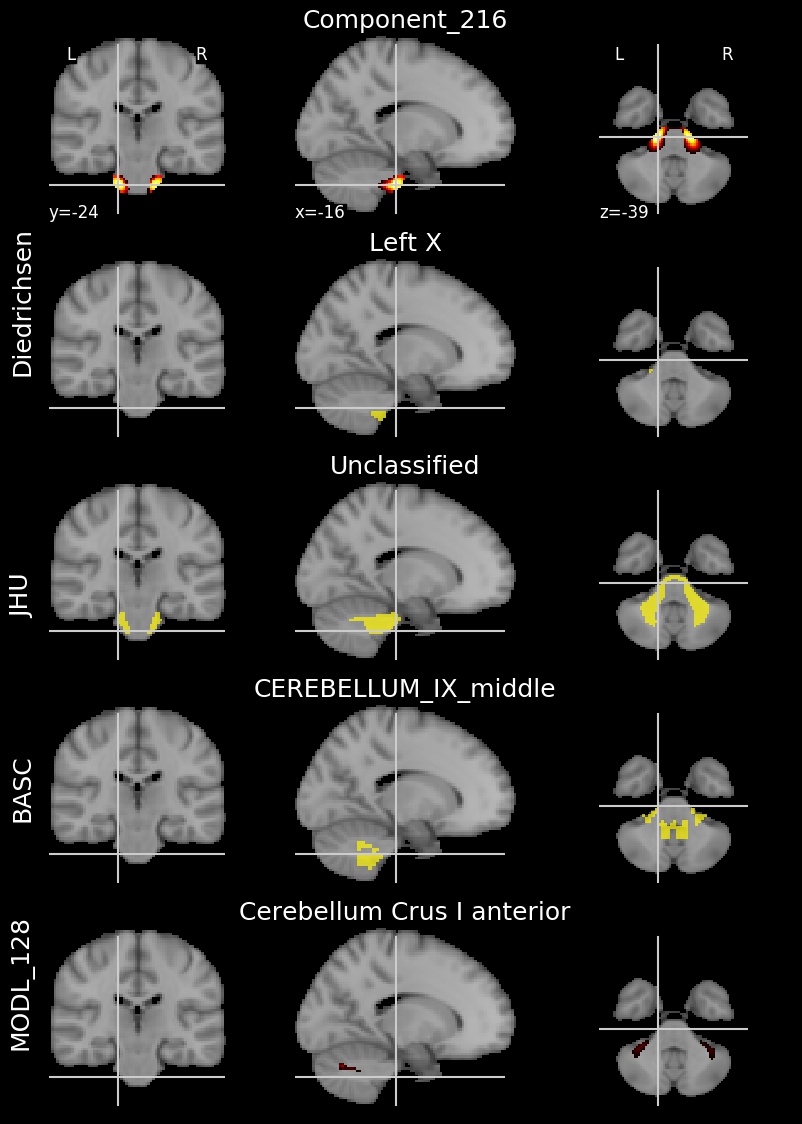 Component_216
L
R
L
R
y=-24
x=-16
z=-39
Diedrichsen
Left X
JHU
Unclassified
BASC
CEREBELLUM_IX_middle
MODL_128
Cerebellum Crus I anterior